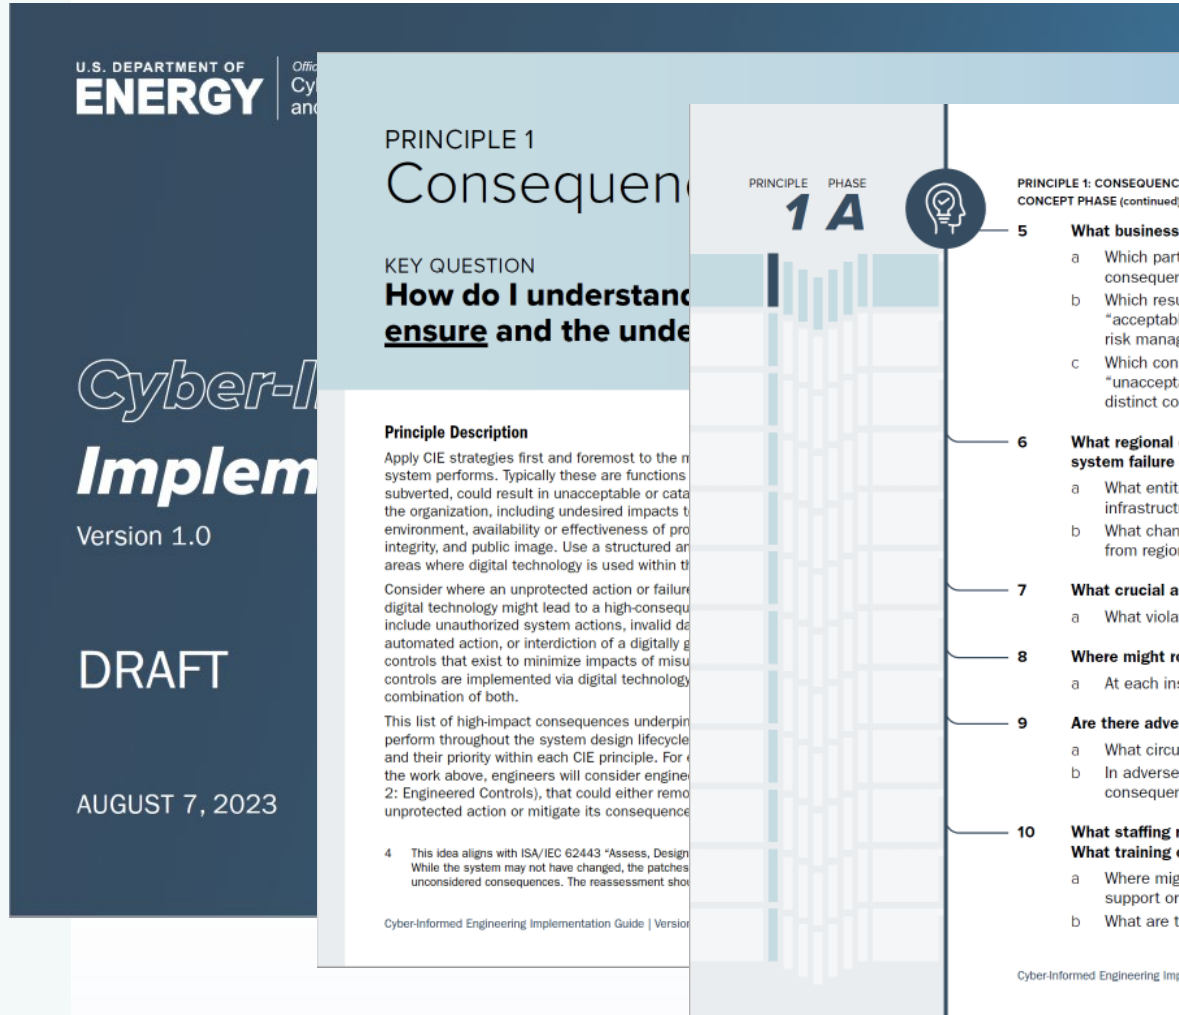 U.S. DEPARTMENT OF
ENERGY
and
Implem
Version 1.0
DRAFT
AUGUST 7, 2023
PRINCIPLE 1
Consequen
KEY QUESTION
How do I understand
ensure and the unde
Principle Description
Apply CIE strategies first and foremost to the m
system performs. Typically these are functions
subverted, could result in unacceptable or cata
the organization, including undesired impacts t
environment, availability or effectiveness of pro
integrity, and public image. Use a structured an
areas where digital technology is used within th
Consider where an unprotected action or failure
digital technology might lead to a high-consequ
include unauthorized system actions, invalid da
automated action, or interdiction of a digitally g
controls that exist to minimize impacts of misu
controls are implemented via digital technology
combination of both.
This list of high-impact consequences underpin
perform throughout the system design lifecycle
and their priority within each CIE principle. For e
the work above, engineers will consider enginee
2: Engineered Controls), that could either remo
unprotected action or mitigate its consequence
4 This idea aligns with ISA/IEC 62443 “Assess, Design
While the system may not have changed, the patches
unconsidered consequences. The reassessment shou
Cyber-Informed Engineering Implementation Guide | Version
PRINCIPLE PHASE
1 A
PRINCIPLE 1: CONSEQUENC
CONCEPT PHASE (continued)
5 What business
a Which part
consequen
b Which resu
“acceptabl
risk manag
c Which con
“unaccepta
distinct co
6 What regional
system failure
a What entit
infrastructu
b What chan
from region
7 What crucial a
a What viola
8 Where might re
a At each ins
9 Are there adve
a What circu
b In adverse
consequen
10 What staffing
What training
a Where mig
support or
b What are t
Cyber-Informed Engineering Imp